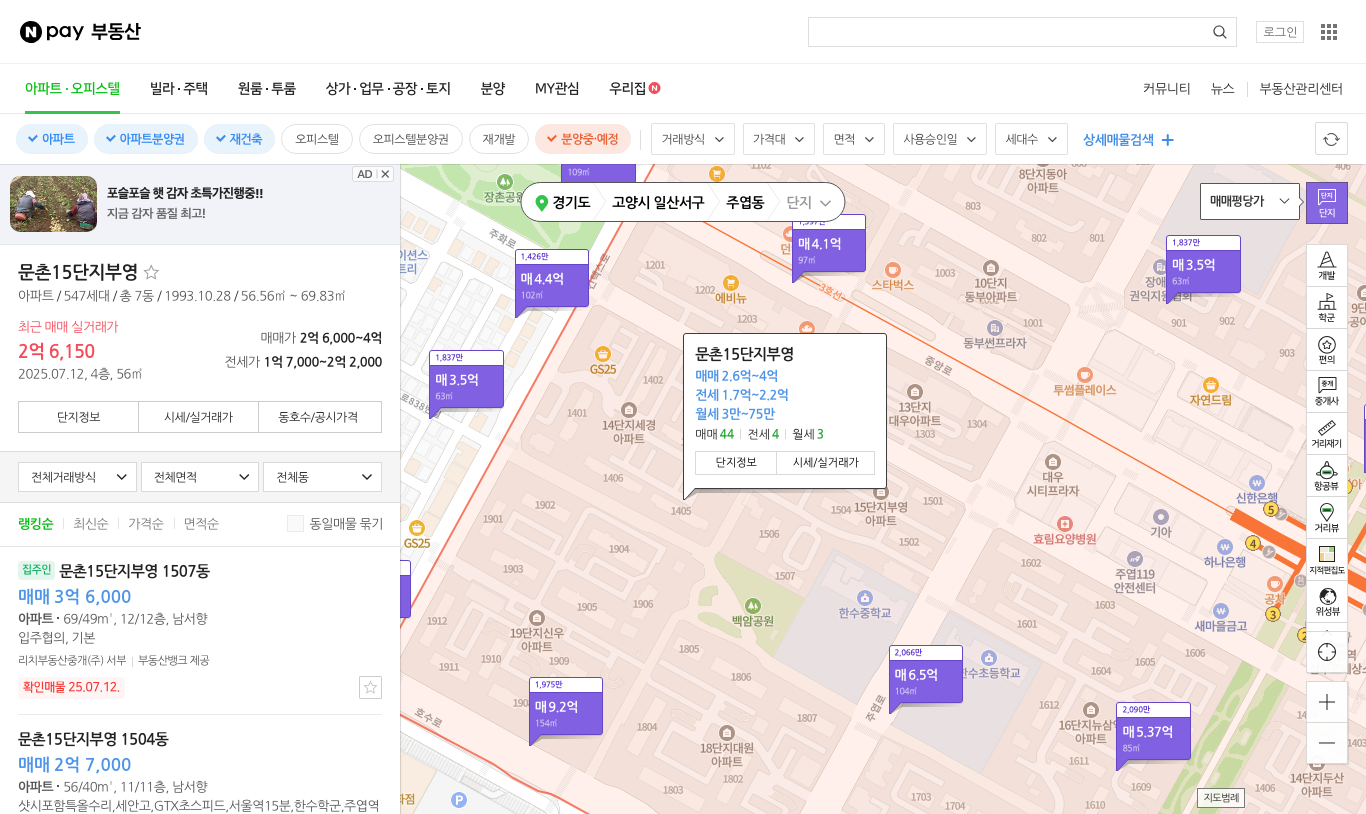 N pay 부동산
로그인
아파트 · 오피스텔
빌라 · 주택
원룸 · 투룸
상가 · 업무 · 공장 · 토지
분양
MY관심
우리집 N
커뮤니티
뉴스
부동산관리센터
아파트
아파트분양권
재건축
오피스텔
오피스텔분양권
재개발
분양중·예정
거래방식
가격대
면적
사용승인일
세대수
상세매물검색
AD
포슬포슬 햇 감자 초특가진행중!!
지금 감자 품질 최고!
문촌15단지부영
아파트 / 547세대 / 총 7동 / 1993.10.28 / 56.56㎡ ~ 69.83㎡
최근 매매 실거래가
2억 6,150
2025.07.12, 4층, 56㎡
매매가 2억 6,000~4억
전세가 1억 7,000~2억 2,000
단지정보
시세/실거래가
동호수/공시가격
전체거래방식
전체면적
전체동
랭킹순
최신순
가격순
면적순
동일매물 묶기
집주인 문촌15단지부영 1507동
매매 3억 6,000
아파트 · 69/49㎡, 12/12층, 남서향
입주협의, 기본
리치부동산중개(주) 서부
부동산뱅크 제공
확인매물 25.07.12.
문촌15단지부영 1504동
매매 2억 7,000
아파트 · 56/40㎡, 11/11층, 남서향
샷시포함특올수리,세안고,GTX초스피드,서울역15분,한수학군,주엽역
경기도
고양시 일산서구
주엽동
단지
매매평당가
단지
단지
개발
학군
편의
중개
중개사
거리재기
항공뷰
거리뷰
지적편집도
위성뷰
지도범례
문촌15단지부영
매매 2.6억~4억
전세 1.7억~2.2억
월세 3만~75만
매매 44
전세 4
월세 3
단지정보
시세/실거래가
109㎡
1,426만
매 4.4억
102㎡
매 4.1억
97㎡
1,837만
매 3.5억
63㎡
1,837만
매 3.5억
63㎡
1,975만
매 9.2억
154㎡
2,066만
매 6.5억
104㎡
2,090만
매 5.37억
85㎡
장촌공원
주화로
1102
8단지동아
아파트
803
802
801
1201
1202
1203
에비뉴
3호선
스타벅스
1003
10단지
동부아파트
동부썬프라자
901
902
903
중앙로
투썸플레이스
자연드림
GS25
1402
1401
14단지세경
아파트
1406
1405
13단지
대우아파트
1303
1304
대우
시티프라자
15단지부영
아파트
1501
1502
1507
1506
신한은행
기아
효림요양병원
주엽119
안전센터
하나은행
새마을금고
5
4
3
GS25
1901
1902
1904
1905
1906
1912
1911
1910
1909
19단지신우
아파트
백암공원
한수중학교
한수초등학교
1603
1601
1604
1605
1606
1602
1611
1610
1609
1805
1806
1807
1804
1803
1802
18단지대원
아파트
1703
1704
14단지두산
아파트
호수로
주엽로
P